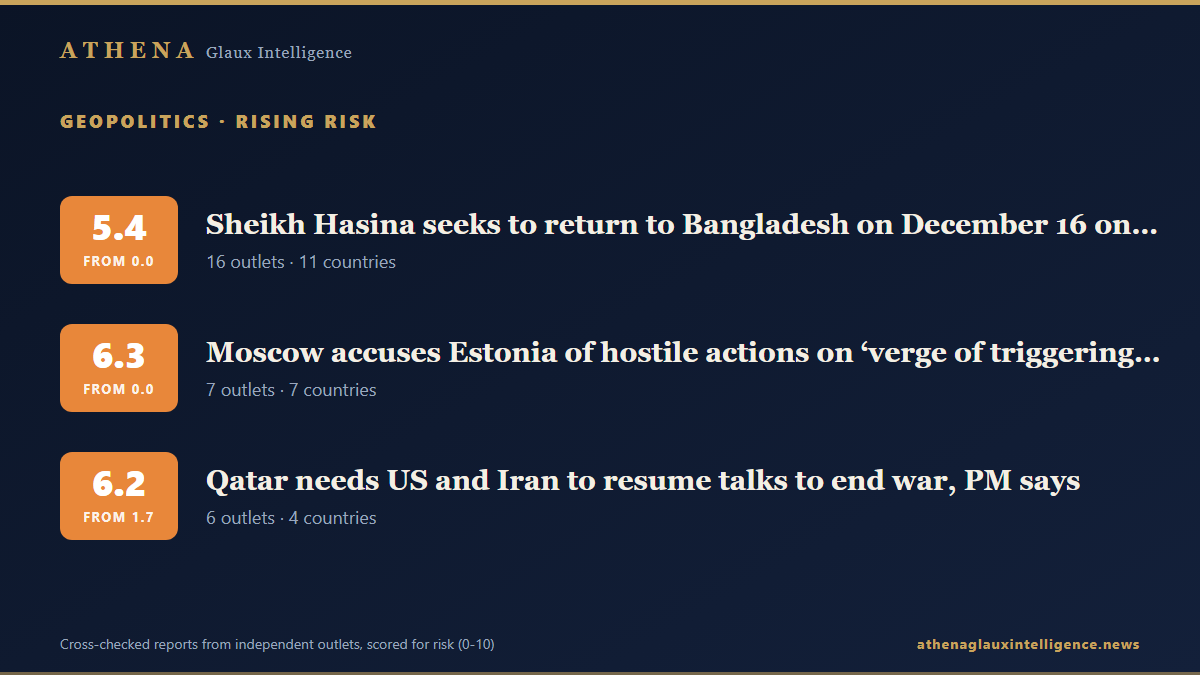 ATHENA Glaux Intelligence
GEOPOLITICS · RISING RISK
5.4
FROM 0.0
Sheikh Hasina seeks to return to Bangladesh on December 16 on...
16 outlets · 11 countries
6.3
FROM 0.0
Moscow accuses Estonia of hostile actions on ‘verge of triggering...
7 outlets · 7 countries
6.2
FROM 1.7
Qatar needs US and Iran to resume talks to end war, PM says
6 outlets · 4 countries
Cross-checked reports from independent outlets, scored for risk (0-10)
athenaglauxintelligence.news